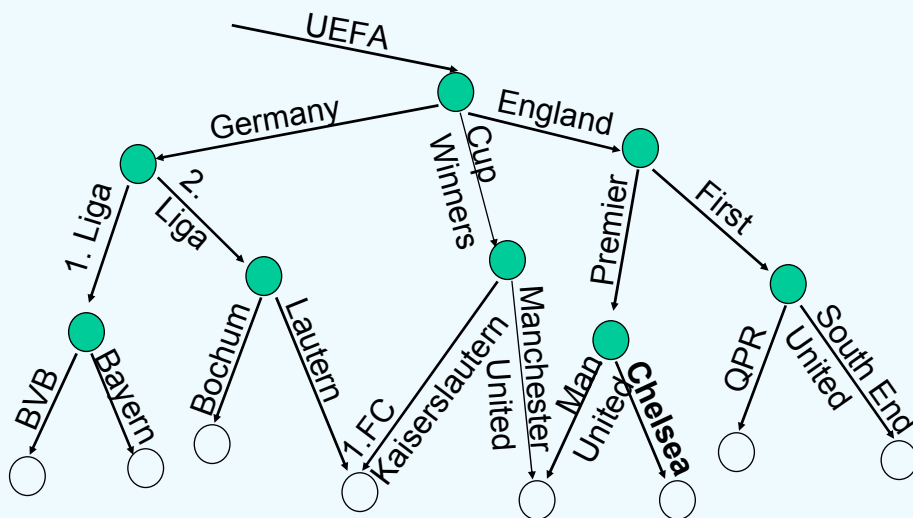 UEFA
Germany
Cup
Winners
England
1. Liga
2.
Liga
Premier
First
BVB
Bayern
Bochum
Lautern
1.FC
Kaiserslautern
Manchester
United
Man
United
Chelsea
QPR
South End
United